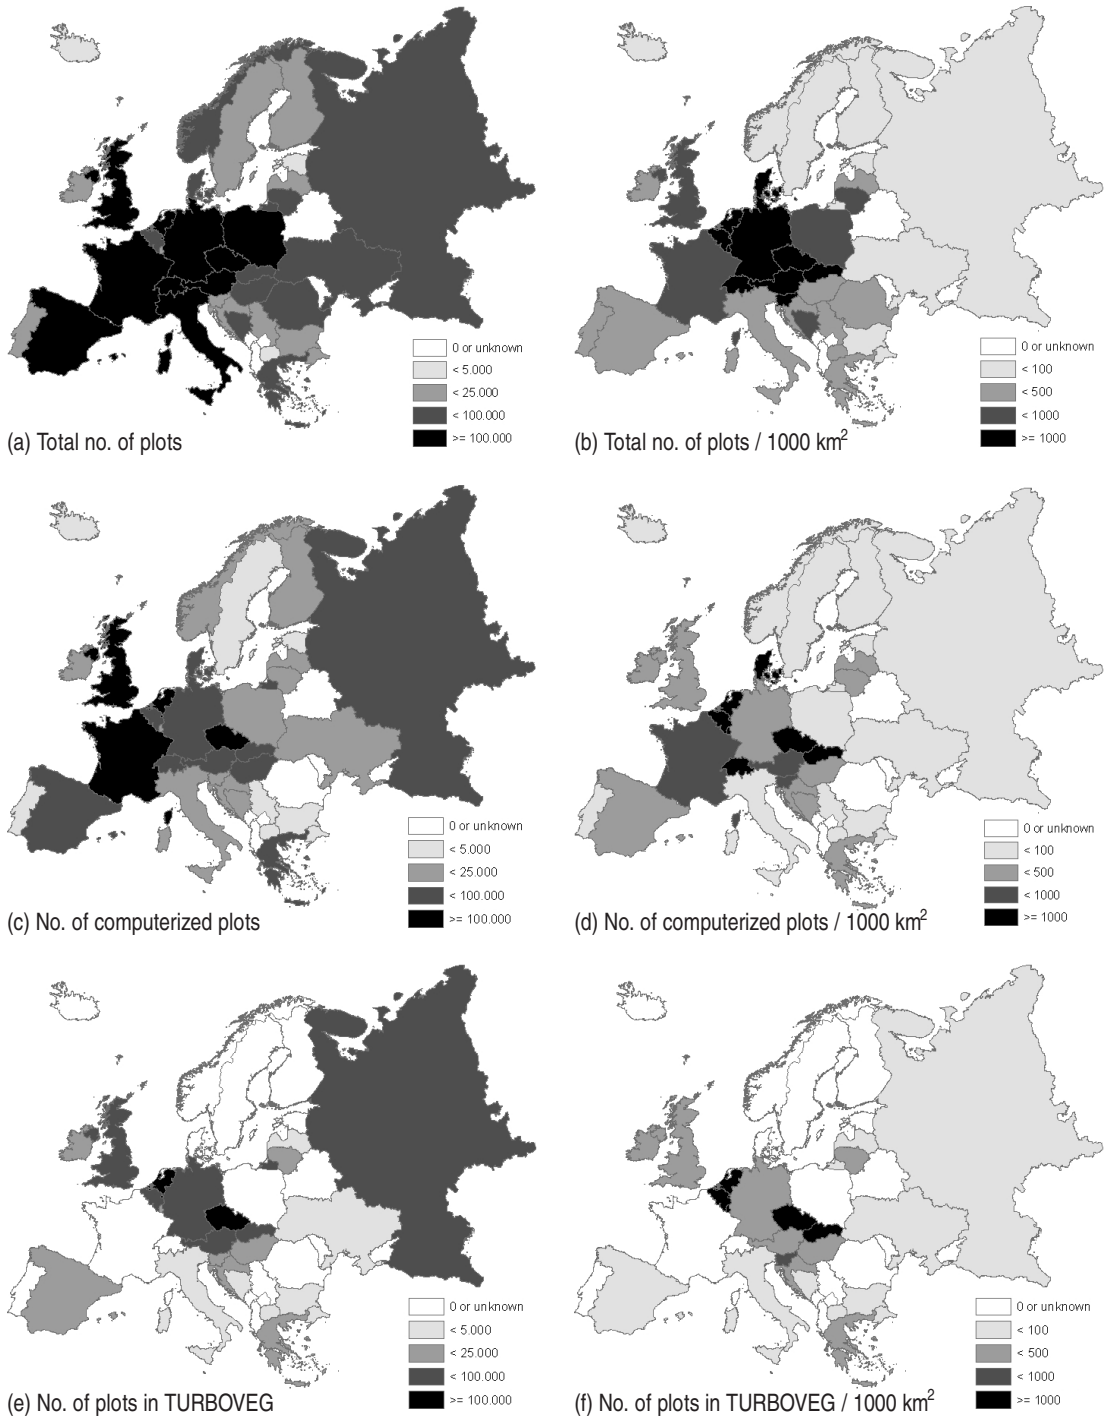 0 or unknown
< 5.000
< 25.000
< 100.000
>= 100.000
(a) Total no. of plots
0 or unknown
< 100
< 500
< 1000
>= 1000
(b) Total no. of plots / 1000 km²
0 or unknown
< 5.000
< 25.000
< 100.000
>= 100.000
(c) No. of computerized plots
0 or unknown
< 100
< 500
< 1000
>= 1000
(d) No. of computerized plots / 1000 km²
0 or unknown
< 5.000
< 25.000
< 100.000
>= 100.000
(e) No. of plots in TURBOVEG
0 or unknown
< 100
< 500
< 1000
>= 1000
(f) No. of plots in TURBOVEG / 1000 km²